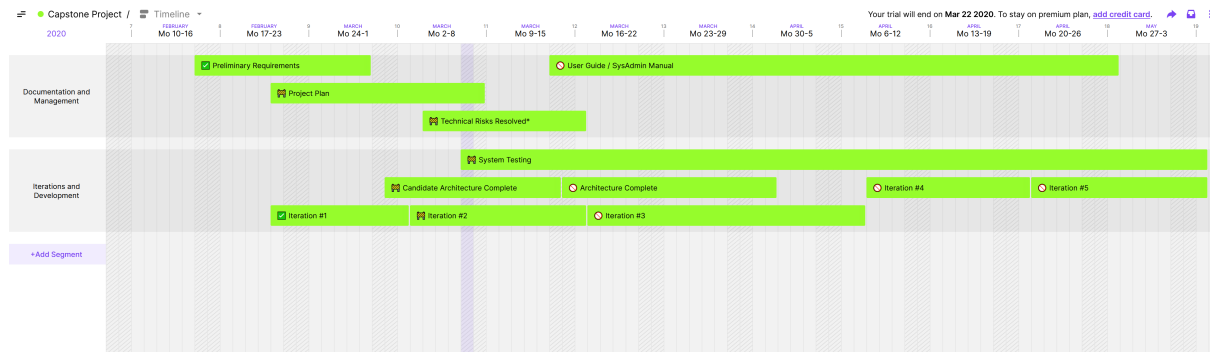 Capstone Project / Timeline
Your trial will end on Mar 22 2020. To stay on premium plan, add credit card.
2020
7 FEBRUARY 8 FEBRUARY 9 MARCH 10 MARCH 11 MARCH 12 MARCH 13 MARCH 14 APRIL 15 APRIL 16 APRIL 17 APRIL 18 MAY 19
Mo 10-16 Mo 17-23 Mo 24-1 Mo 2-8 Mo 9-15 Mo 16-22 Mo 23-29 Mo 30-5 Mo 6-12 Mo 13-19 Mo 20-26 Mo 27-3
Documentation and
Management
Preliminary Requirements
User Guide / SysAdmin Manual
Project Plan
Technical Risks Resolved*
Iterations and
Development
System Testing
Candidate Architecture Complete
Architecture Complete
Iteration #4
Iteration #5
Iteration #1
Iteration #2
Iteration #3
+Add Segment